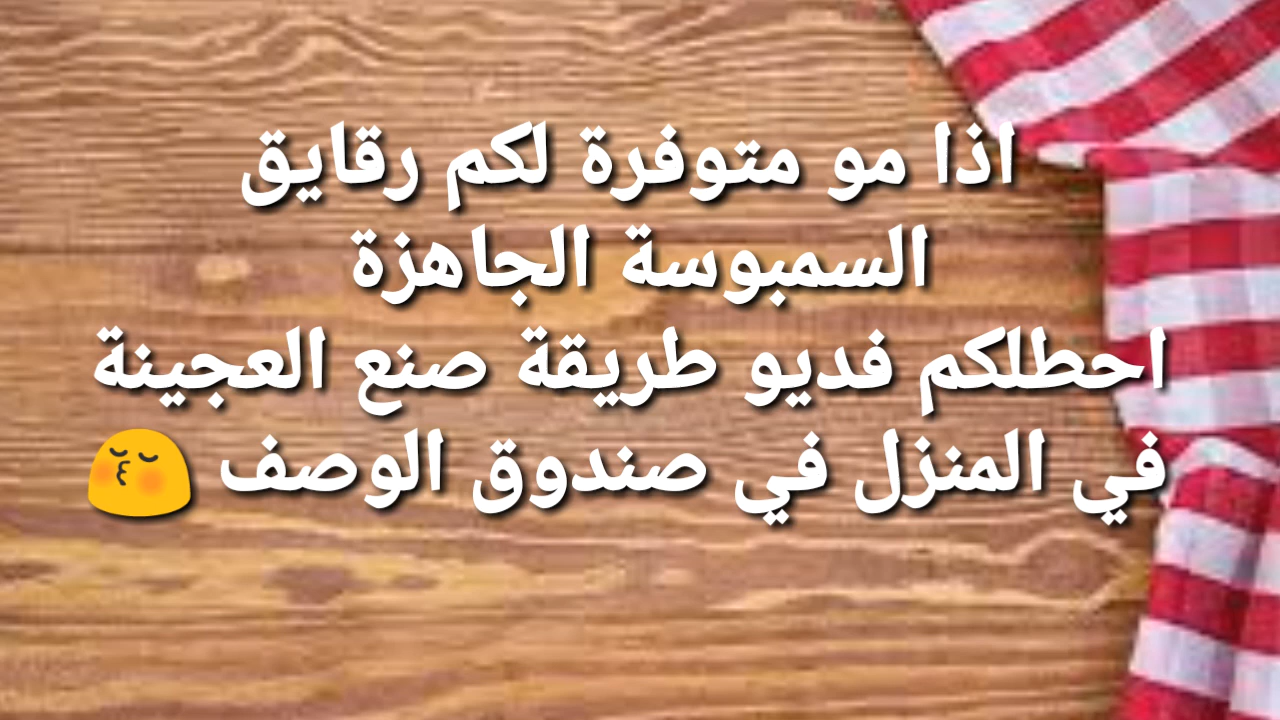 اذا مو متوفرة لكم رقايق
السمبوسة الجاهزة
احطلكم فديو طريقة صنع العجينة
في المنزل في صندوق الوصف 😚